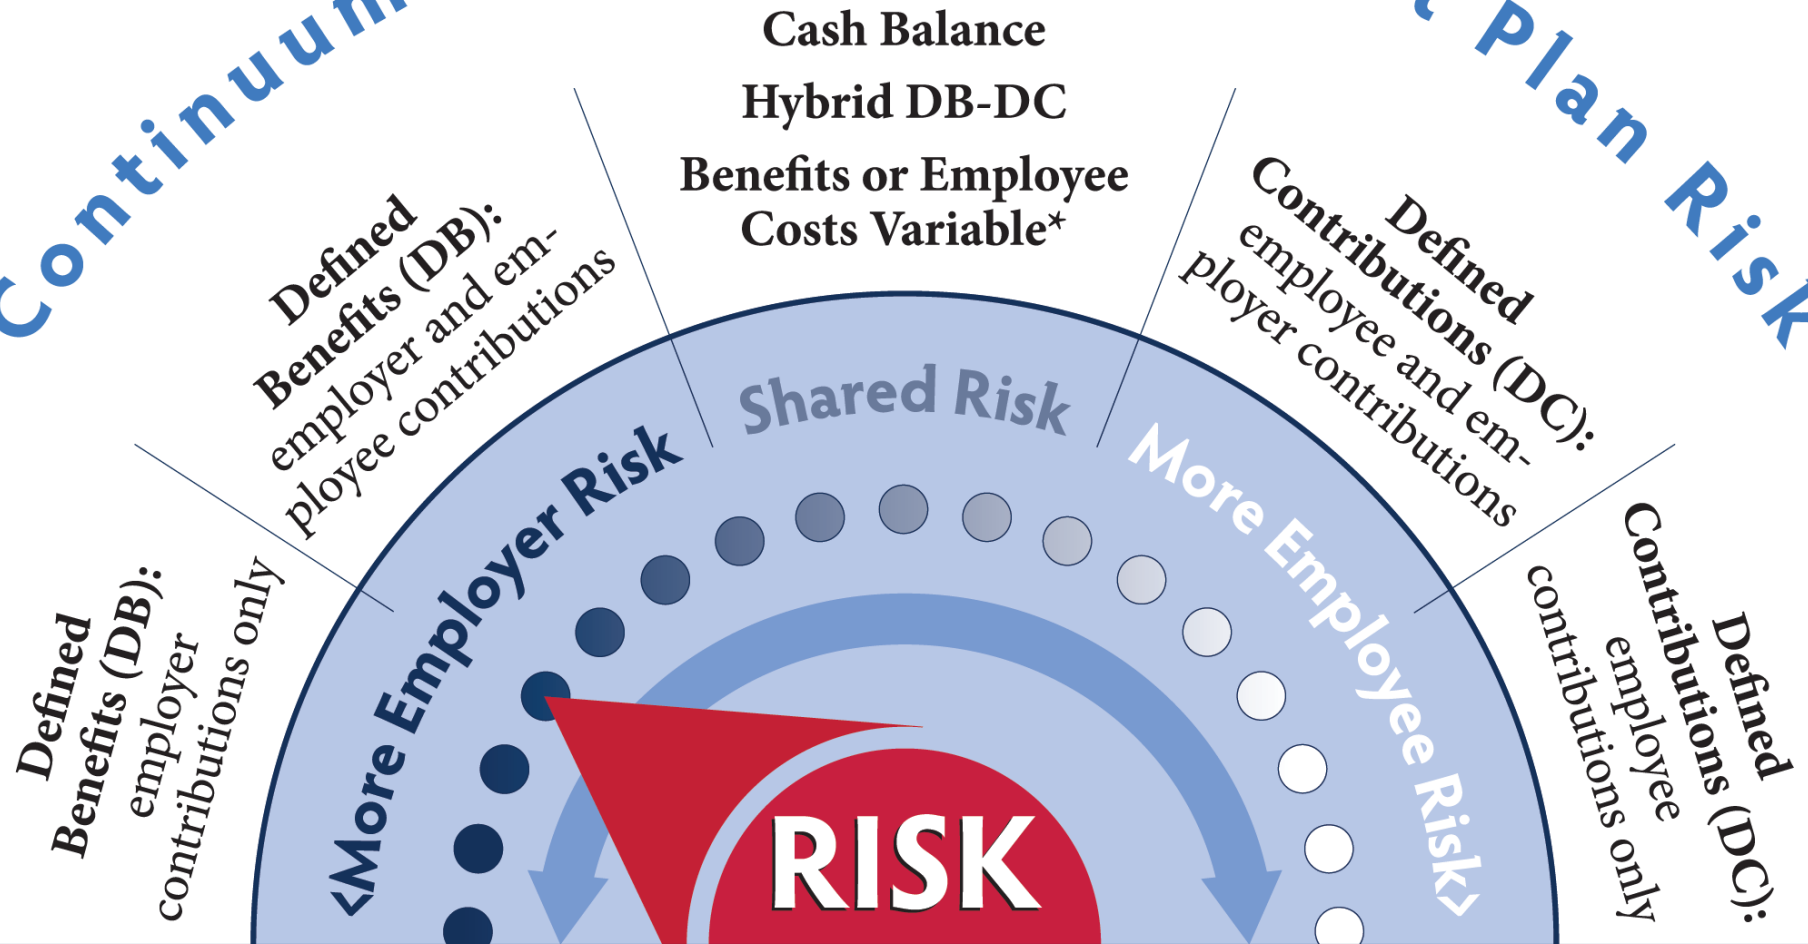 Continuum
Plan Risk
Defined
Benefits (DB):
employer
contributions only
Defined
Benefits (DB):
employer and em-
ployee contributions
Cash Balance
Hybrid DB-DC
Benefits or Employee
Costs Variable*
Defined
Contributions (DC):
employee and em-
ployer contributions
Defined
Contributions (DC):
employee
contributions only
<More Employer Risk
Shared Risk
More Employee Risk>
RISK